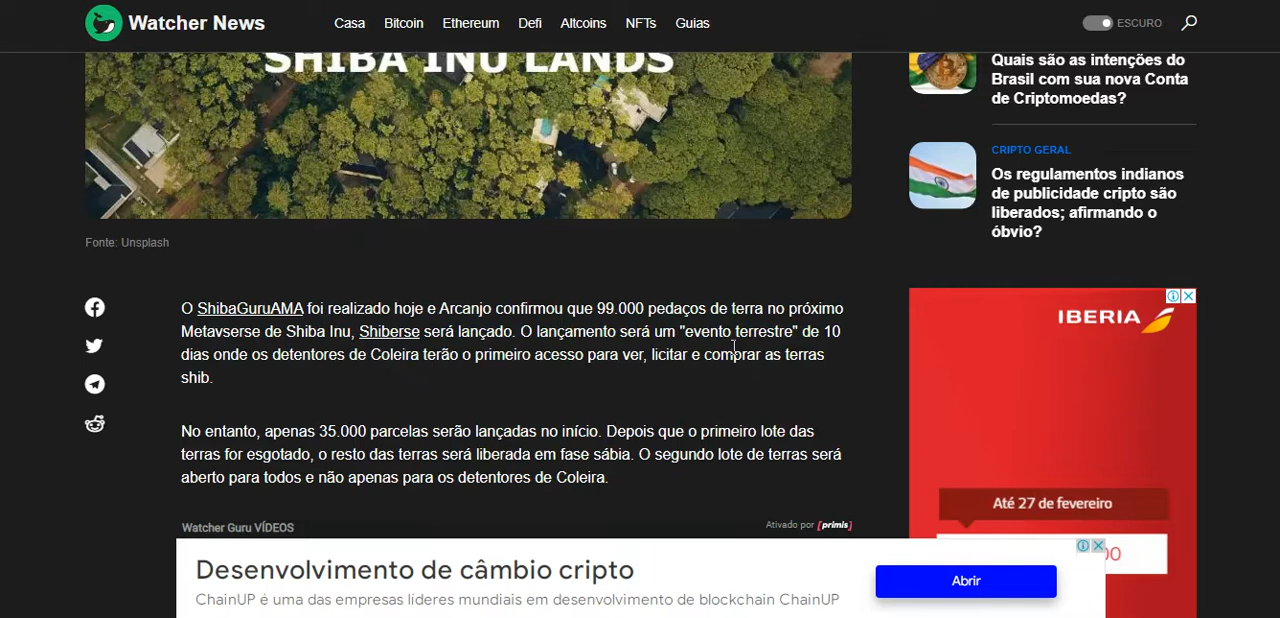 Watcher News
Casa Bitcoin Ethereum Defi Altcoins NFTs Guias
ESCURO
SHIBA INU LANDS
Fonte: Unsplash
O ShibaGuruAMA foi realizado hoje e Arcanjo confirmou que 99.000 pedaços de terra no próximo
Metavserse de Shiba Inu, Shiberse será lançado. O lançamento será um "evento terrestre" de 10
dias onde os detentores de Coleira terão o primeiro acesso para ver, licitar e comprar as terras
shib.
No entanto, apenas 35.000 parcelas serão lançadas no início. Depois que o primeiro lote das
terras for esgotado, o resto das terras será liberada em fase sábia. O segundo lote de terras será
aberto para todos e não apenas para os detentores de Coleira.
Watcher Guru VÍDEOS
Ativado por [primis]
Quais são as intenções do
Brasil com sua nova Conta
de Criptomoedas?
CRIPTO GERAL
Os regulamentos indianos
de publicidade cripto são
liberados; afirmando o
óbvio?
IBERIA
Até 27 de fevereiro
Desenvolvimento de câmbio cripto
ChainUP é uma das empresas líderes mundiais em desenvolvimento de blockchain ChainUP
Abrir